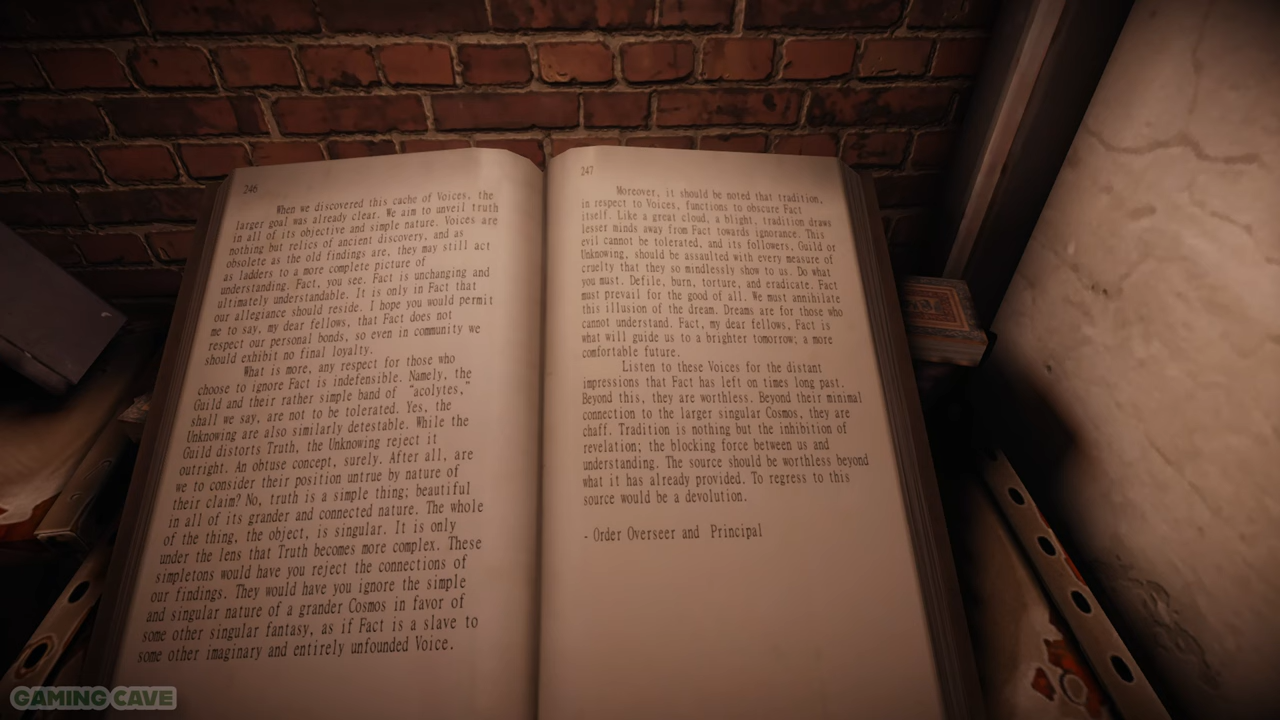 246
When we discovered this cache of Voices, the
larger goal was already clear. We aim to unveil truth
in all of its objective and simple nature. Voices are
nothing but relics of ancient discovery, and as
obsolete as the old findings are, they may still act
as ladders to a more complete picture of
understanding. Fact, you see. Fact is unchanging and
ultimately understandable. It is only in Fact that
our allegiance should reside. I hope you would permit
me to say, my dear fellows, that Fact does not
respect our personal bonds, so even in community we
should exhibit no final loyalty.
What is more, any respect for those who
choose to ignore Fact is indefensible. Namely, the
Guild and their rather simple band of “acolytes,”
shall we say, are not to be tolerated. Yes, the
Unknowing are also similarly detestable. While the
Guild distorts Truth, the Unknowing reject it
outright. An obtuse concept, surely. After all, are
we to consider their position untrue by nature of
their claim? No, truth is a simple thing; beautiful
in all of its grander and connected nature. The whole
of the thing, the object, is singular. It is only
under the lens that Truth becomes more complex. These
simpletons would have you reject the connections of
our findings. They would have you ignore the simple
and singular nature of a grander Cosmos in favor of
some other singular fantasy, as if Fact is a slave to
some other imaginary and entirely unfounded Voice.
247
Moreover, it should be noted that tradition,
in respect to Voices, functions to obscure Fact
itself. Like a great cloud, a blight, tradition draws
lesser minds away from Fact towards ignorance. This
evil cannot be tolerated, and its followers, Guild or
Unknowing, should be assaulted with every measure of
cruelty that they so mindlessly show to us. Do what
you must. Defile, burn, torture, and eradicate. Fact
must prevail for the good of all. We must annihilate
this illusion of the dream. Dreams are for those who
cannot understand. Fact, my dear fellows, Fact is
what will guide us to a brighter tomorrow; a more
comfortable future.
Listen to these Voices for the distant
impressions that Fact has left on times long past.
Beyond this, they are worthless. Beyond their minimal
connection to the larger singular Cosmos, they are
chaff. Tradition is nothing but the inhibition of
revelation; the blocking force between us and
understanding. The source should be worthless beyond
what it has already provided. To regress to this
source would be a devolution.
- Order Overseer and Principal
GAMING CAVE